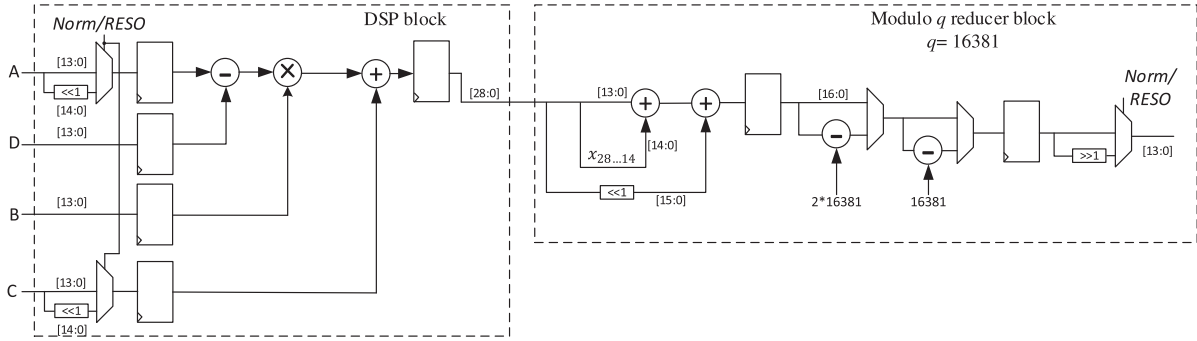 Norm/RESO
DSP block
A
[13:0]
<<1
[14:0]
-
×
+
D
[13:0]
B
[13:0]
C
[13:0]
<<1
[14:0]
[28:0]
Modulo q reducer block
q= 16381
[13:0]
+
+
x28...14
[14:0]
<<1
[15:0]
[16:0]
-
2*16381
-
16381
Norm/
RESO
>>1
[13:0]